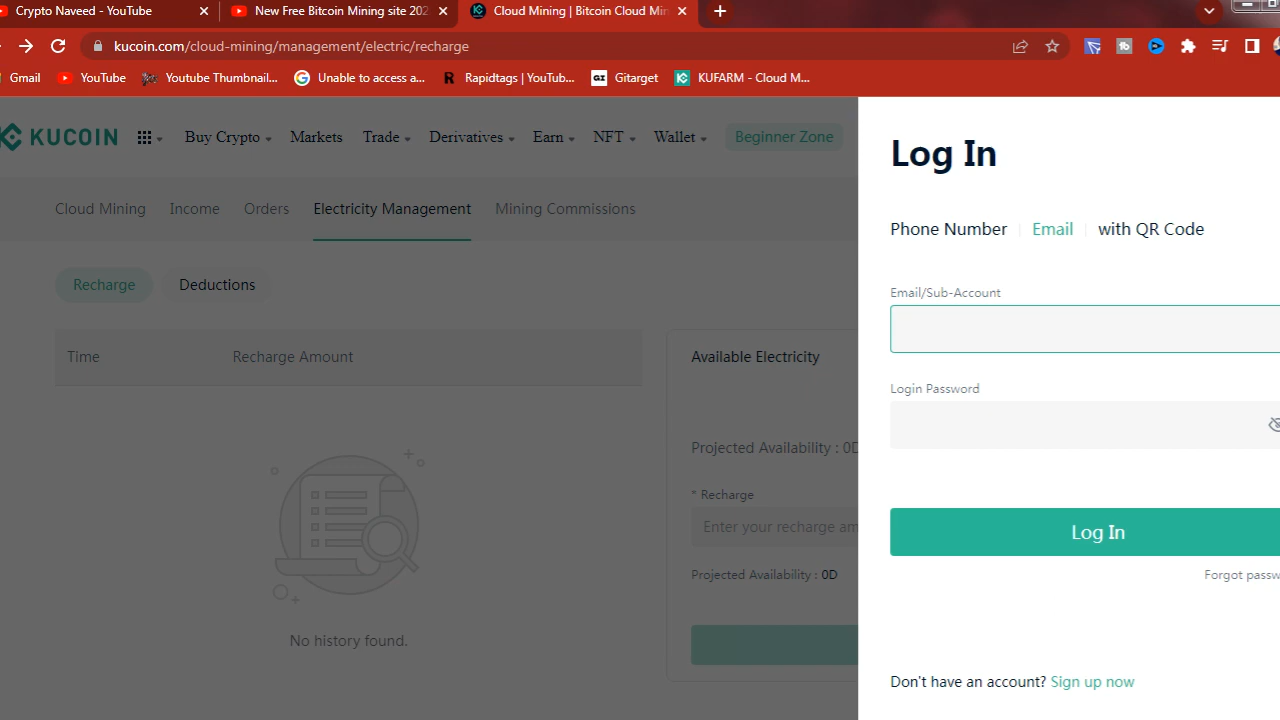 Crypto Naveed - YouTube
New Free Bitcoin Mining site 202
Cloud Mining | Bitcoin Cloud Min
kucoin.com/cloud-mining/management/electric/recharge
Gmail
YouTube
Youtube Thumbnail...
Unable to access a...
Rapidtags | YouTub...
Gitarget
KUFARM - Cloud M...
KUCOIN
Buy Crypto
Markets
Trade
Derivatives
Earn
NFT
Wallet
Beginner Zone
Cloud Mining
Income
Orders
Electricity Management
Mining Commissions
Recharge
Deductions
Time
Recharge Amount
No history found.
Available Electricity
Projected Availability : 0D
* Recharge
Enter your recharge am
Projected Availability : 0D
Log In
Phone Number
Email
with QR Code
Email/Sub-Account
Login Password
Log In
Forgot passw
Don't have an account? Sign up now